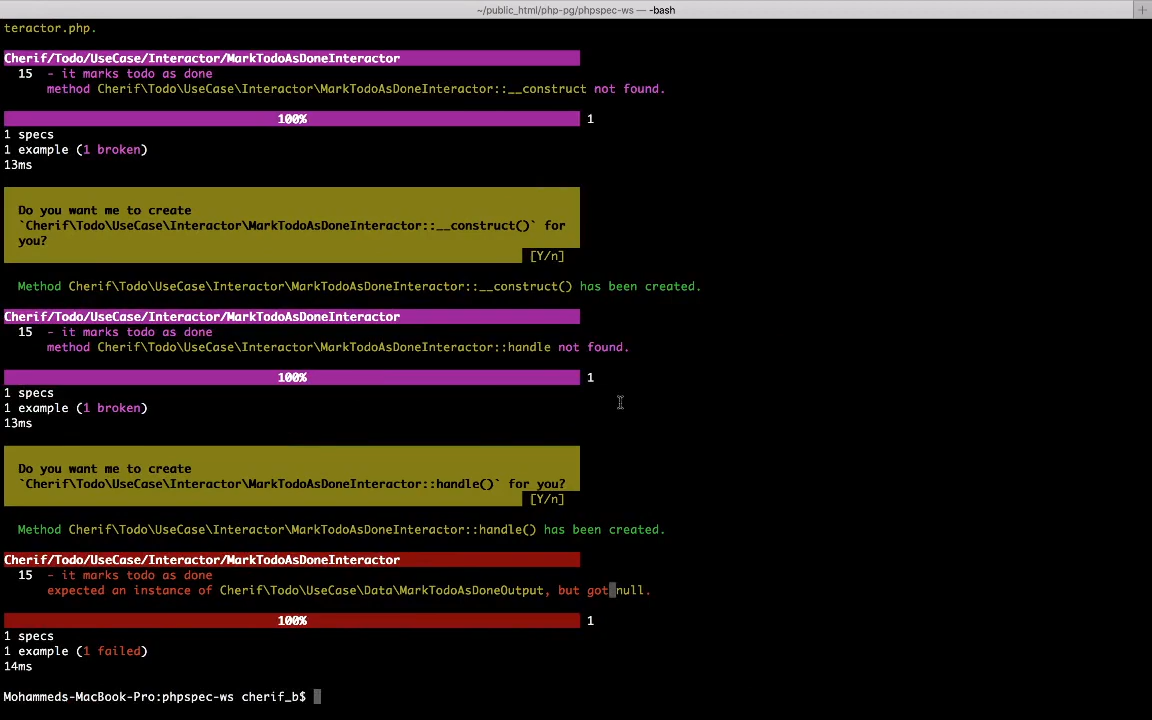 ~/public_html/php-pg/phpspec-ws — -bash
teractor.php.
Cherif/Todo/UseCase/Interactor/MarkTodoAsDoneInteractor
15 - it marks todo as done
method Cherif\Todo\UseCase\Interactor\MarkTodoAsDoneInteractor::__construct not found.
100% 1
1 specs
1 example (1 broken)
13ms
Do you want me to create
`Cherif\Todo\UseCase\Interactor\MarkTodoAsDoneInteractor::__construct()` for
you?
[Y/n]
Method Cherif\Todo\UseCase\Interactor\MarkTodoAsDoneInteractor::__construct() has been created.
Cherif/Todo/UseCase/Interactor/MarkTodoAsDoneInteractor
15 - it marks todo as done
method Cherif\Todo\UseCase\Interactor\MarkTodoAsDoneInteractor::handle not found.
100% 1
1 specs
1 example (1 broken)
13ms
Do you want me to create
`Cherif\Todo\UseCase\Interactor\MarkTodoAsDoneInteractor::handle()` for you?
[Y/n]
Method Cherif\Todo\UseCase\Interactor\MarkTodoAsDoneInteractor::handle() has been created.
Cherif/Todo/UseCase/Interactor/MarkTodoAsDoneInteractor
15 - it marks todo as done
expected an instance of Cherif\Todo\UseCase\Data\MarkTodoAsDoneOutput, but got null.
100% 1
1 specs
1 example (1 failed)
14ms
Mohammeds-MacBook-Pro:phpspec-ws cherif_b$